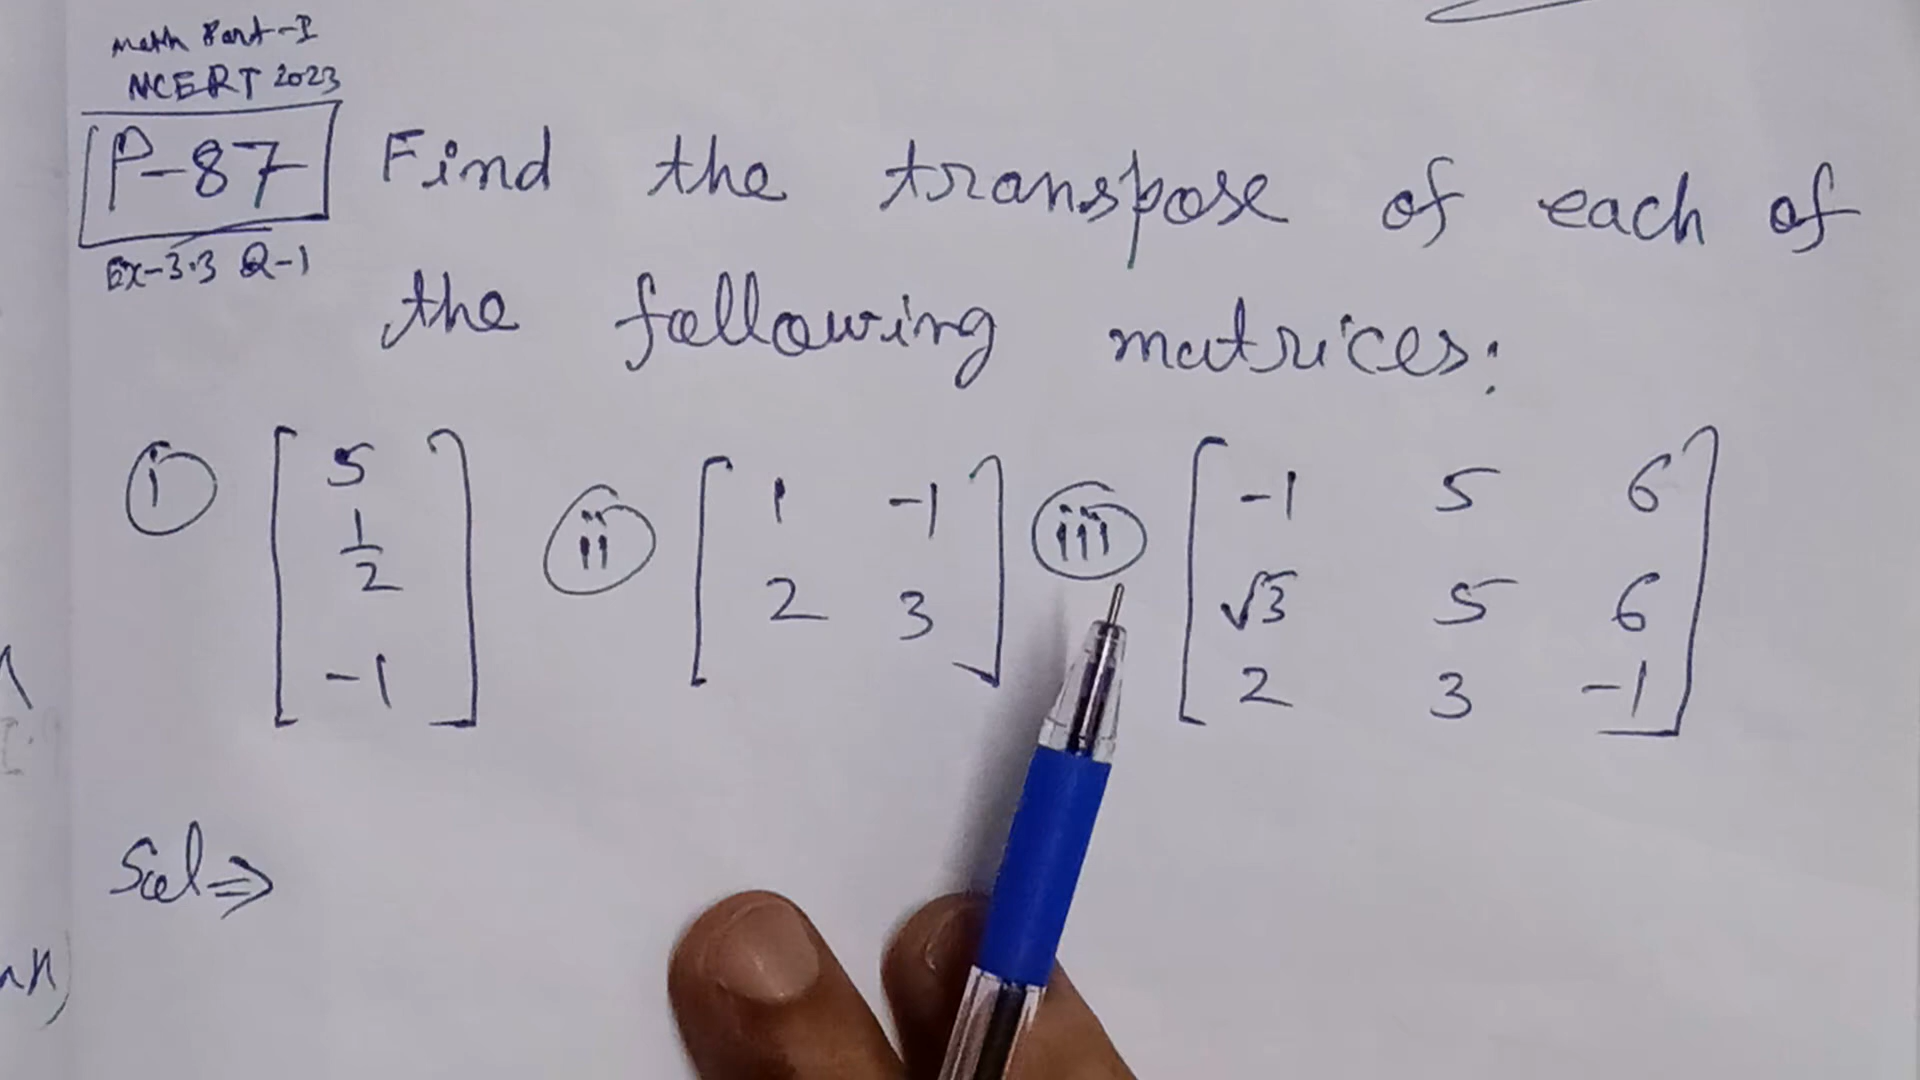 Math Part-I
NCERT 2023
P-87
Ex-3.3 Q-1
Find the transpose of each of
the following matrices:
i [5 1/2 -1] ii [1 -1 2 3] iii [-1 5 6 √3 5 6 2 3 -1]
Sol⇒